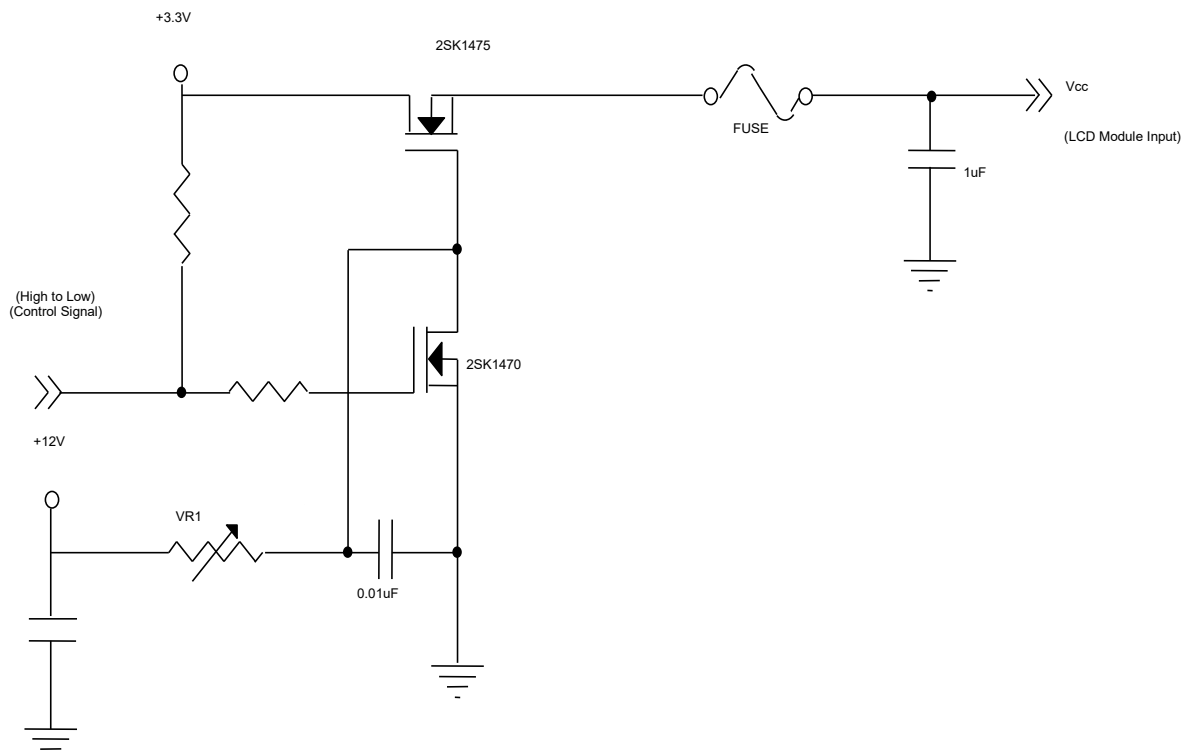 +3.3V
2SK1475
Vcc
FUSE
(LCD Module Input)
1uF
(High to Low)
(Control Signal)
2SK1470
+12V
VR1
0.01uF